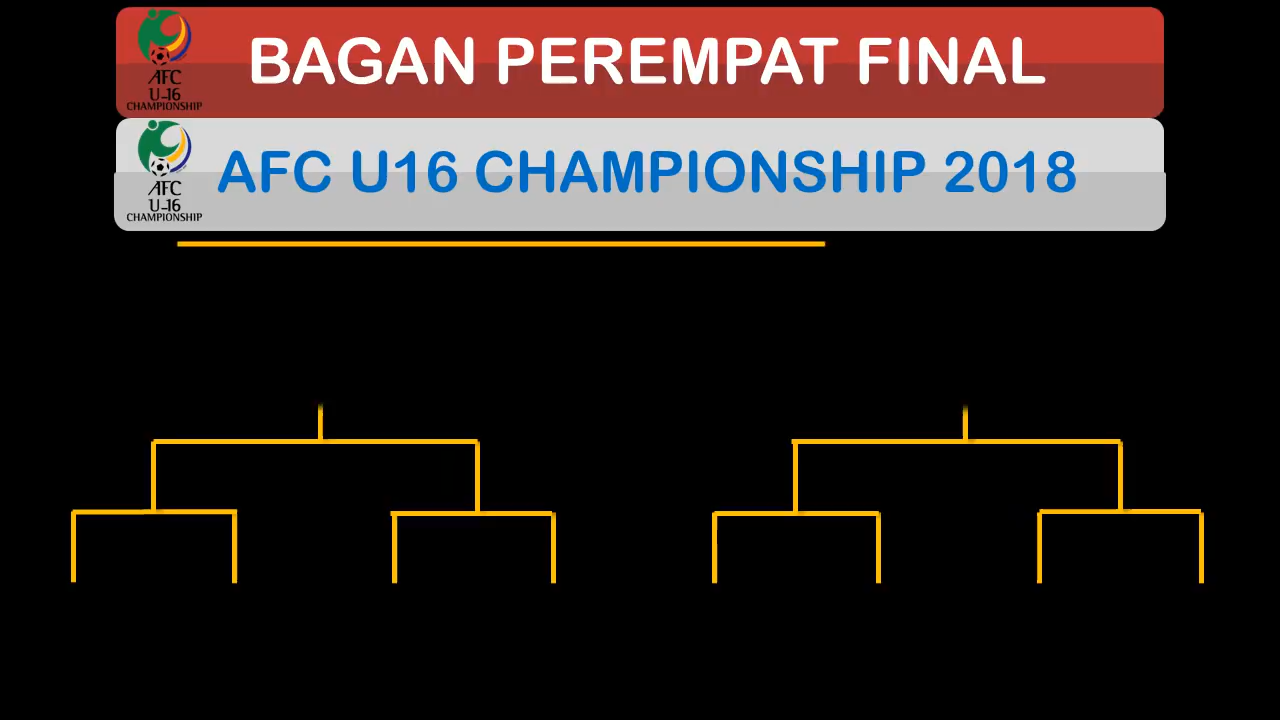 BAGAN PEREMPAT FINAL
AFC
U-16
CHAMPIONSHIP
AFC U16 CHAMPIONSHIP 2018
AFC
U-16
CHAMPIONSHIP